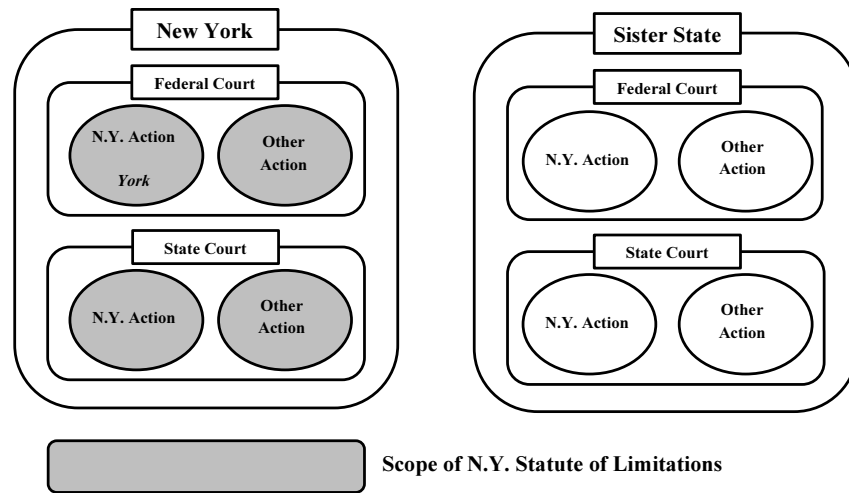 New York
Federal Court
N.Y. Action
York
Other
Action
State Court
N.Y. Action
Other
Action
Sister State
Federal Court
N.Y. Action
Other
Action
State Court
N.Y. Action
Other
Action
Scope of N.Y. Statute of Limitations